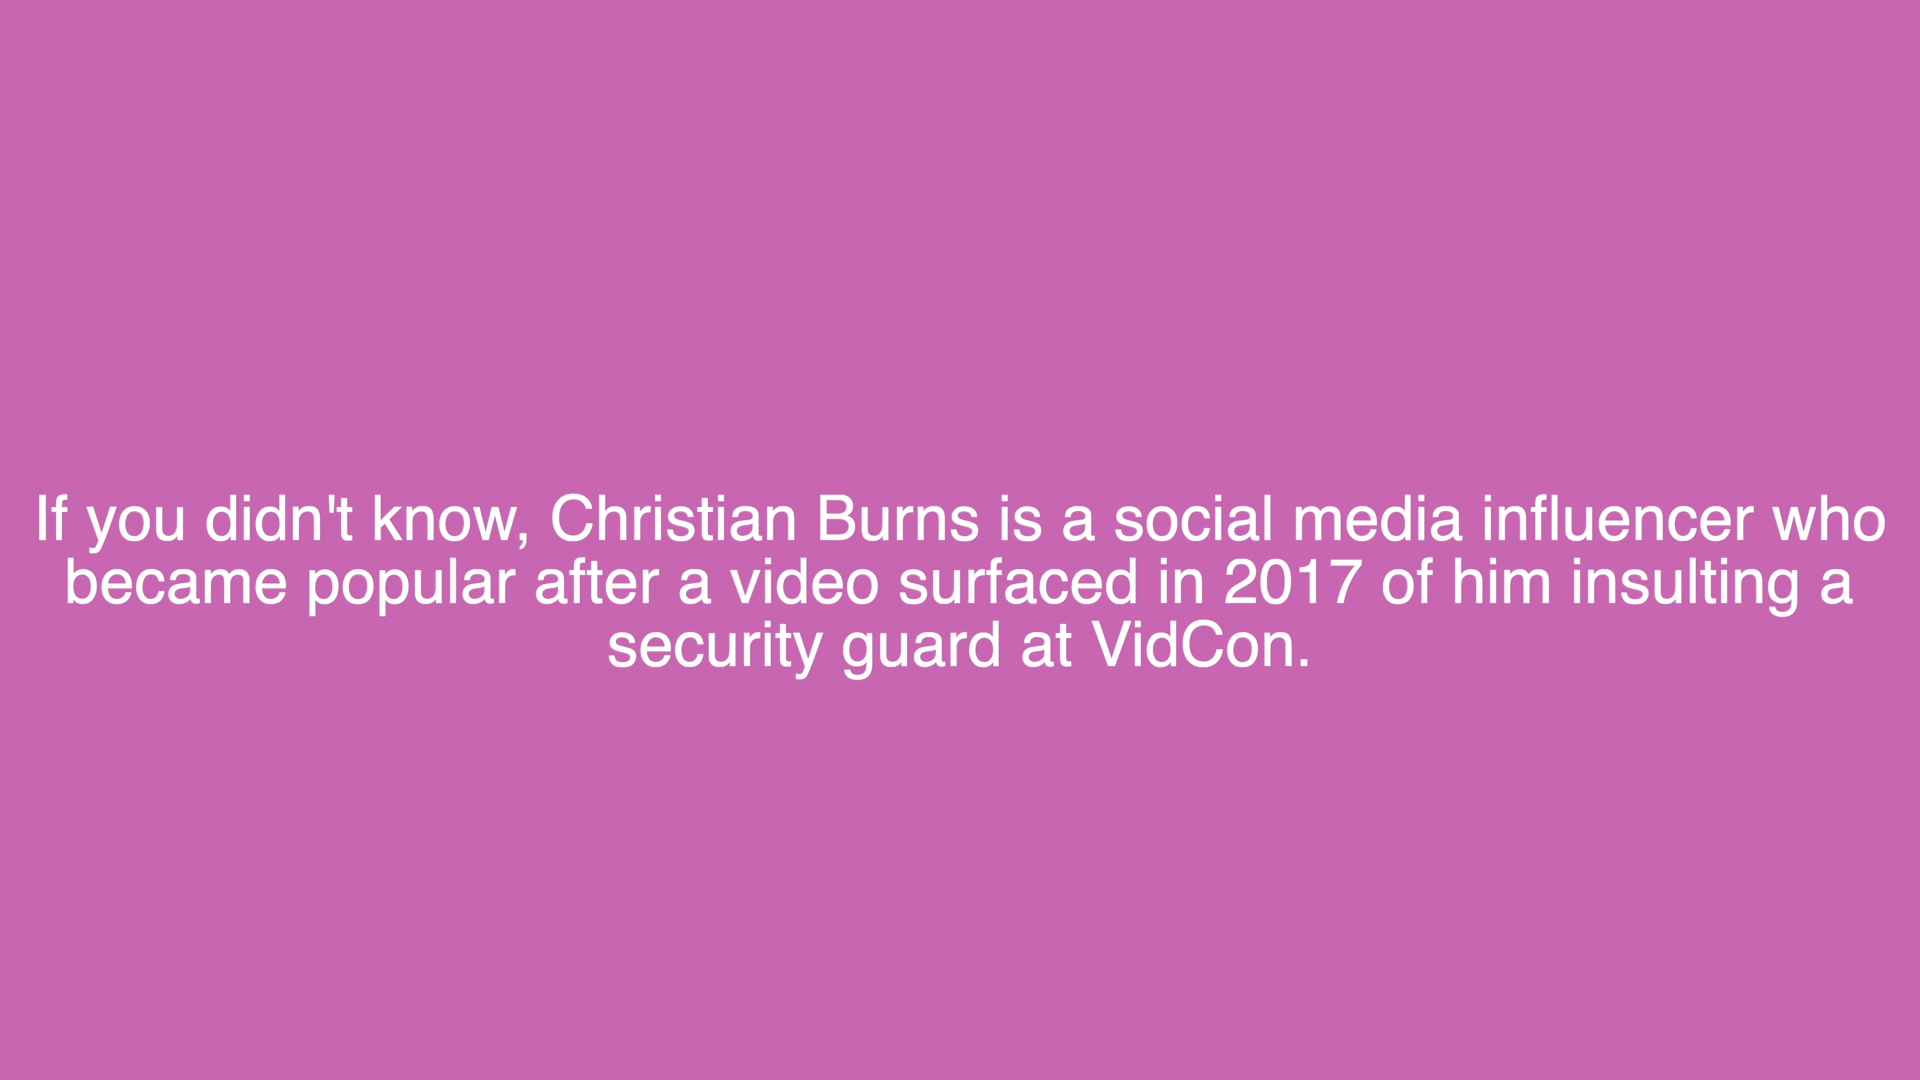 If you didn't know, Christian Burns is a social media influencer who
became popular after a video surfaced in 2017 of him insulting a
security guard at VidCon.